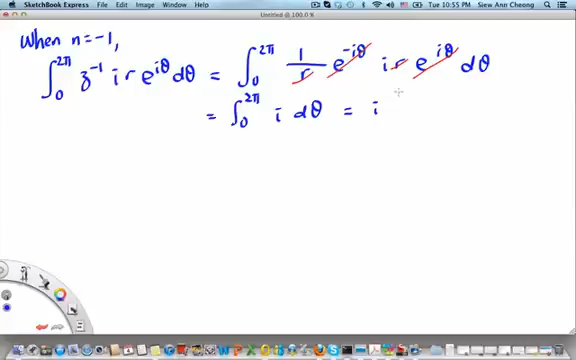 SketchBook Express File Edit Tools Window Help Tue 10:55 PM Siew Ann Cheong
Untitled @ 100.0%
When n=-1,
∫₀^{2π} z⁻¹ i r e^{iθ} dθ = ∫₀^{2π} 1/r e^{-iθ} i r e^{iθ} dθ
= ∫₀^{2π} i dθ = i